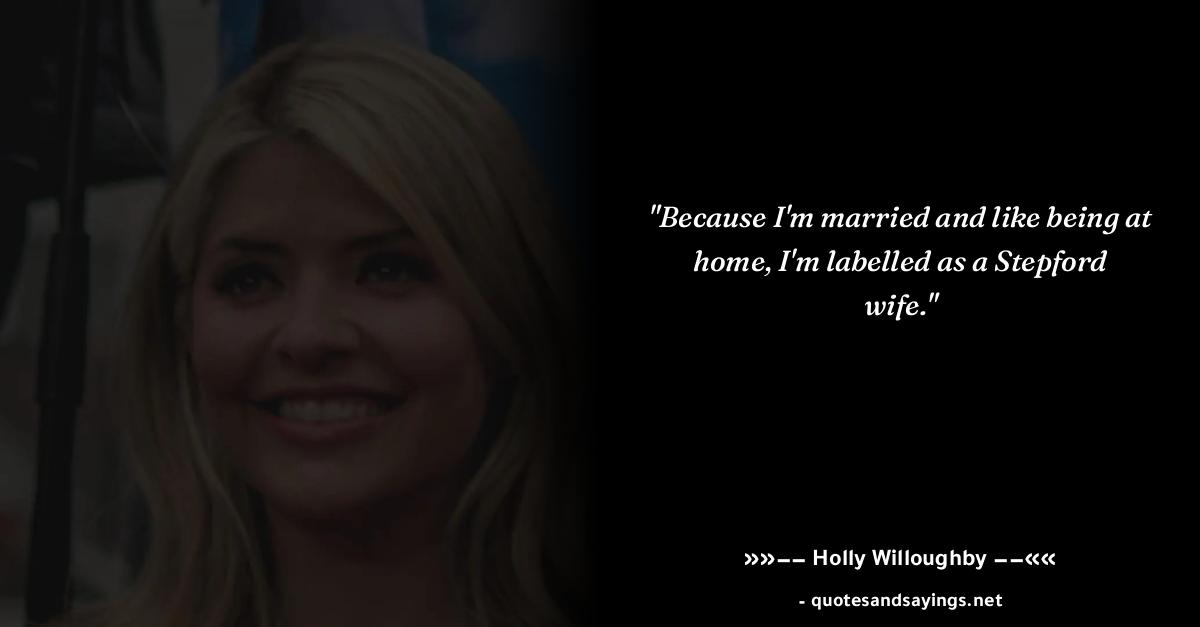 "Because I'm married and like being at
home, I'm labelled as a Stepford
wife."
»»−− Holly Willoughby −−««
- quotesandsayings.net